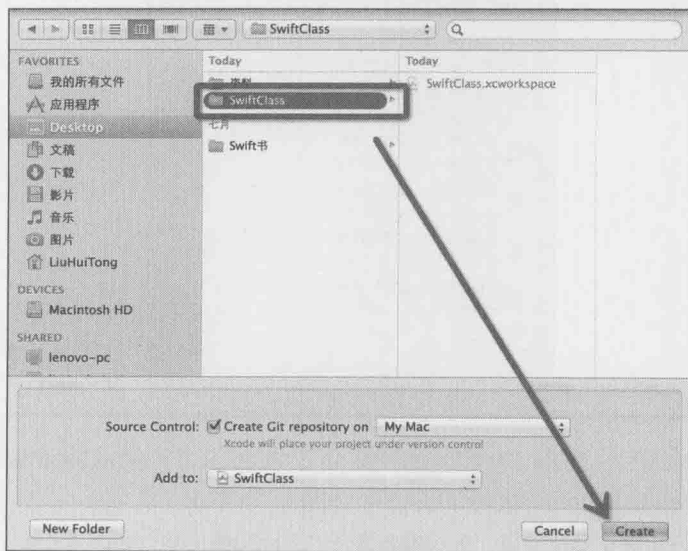 SwiftClass
FAVORITES
我的所有文件
应用程序
Desktop
文稿
下载
影片
音乐
图片
LiuHuiTong
DEVICES
Macintosh HD
SHARED
lenovo-pc
Today
SwiftClass
七月
Swift书
Today
SwiftClass.xcworkspace
Source Control: Create Git repository on My Mac
Xcode will place your project under version control
Add to: SwiftClass
New Folder
Cancel
Create